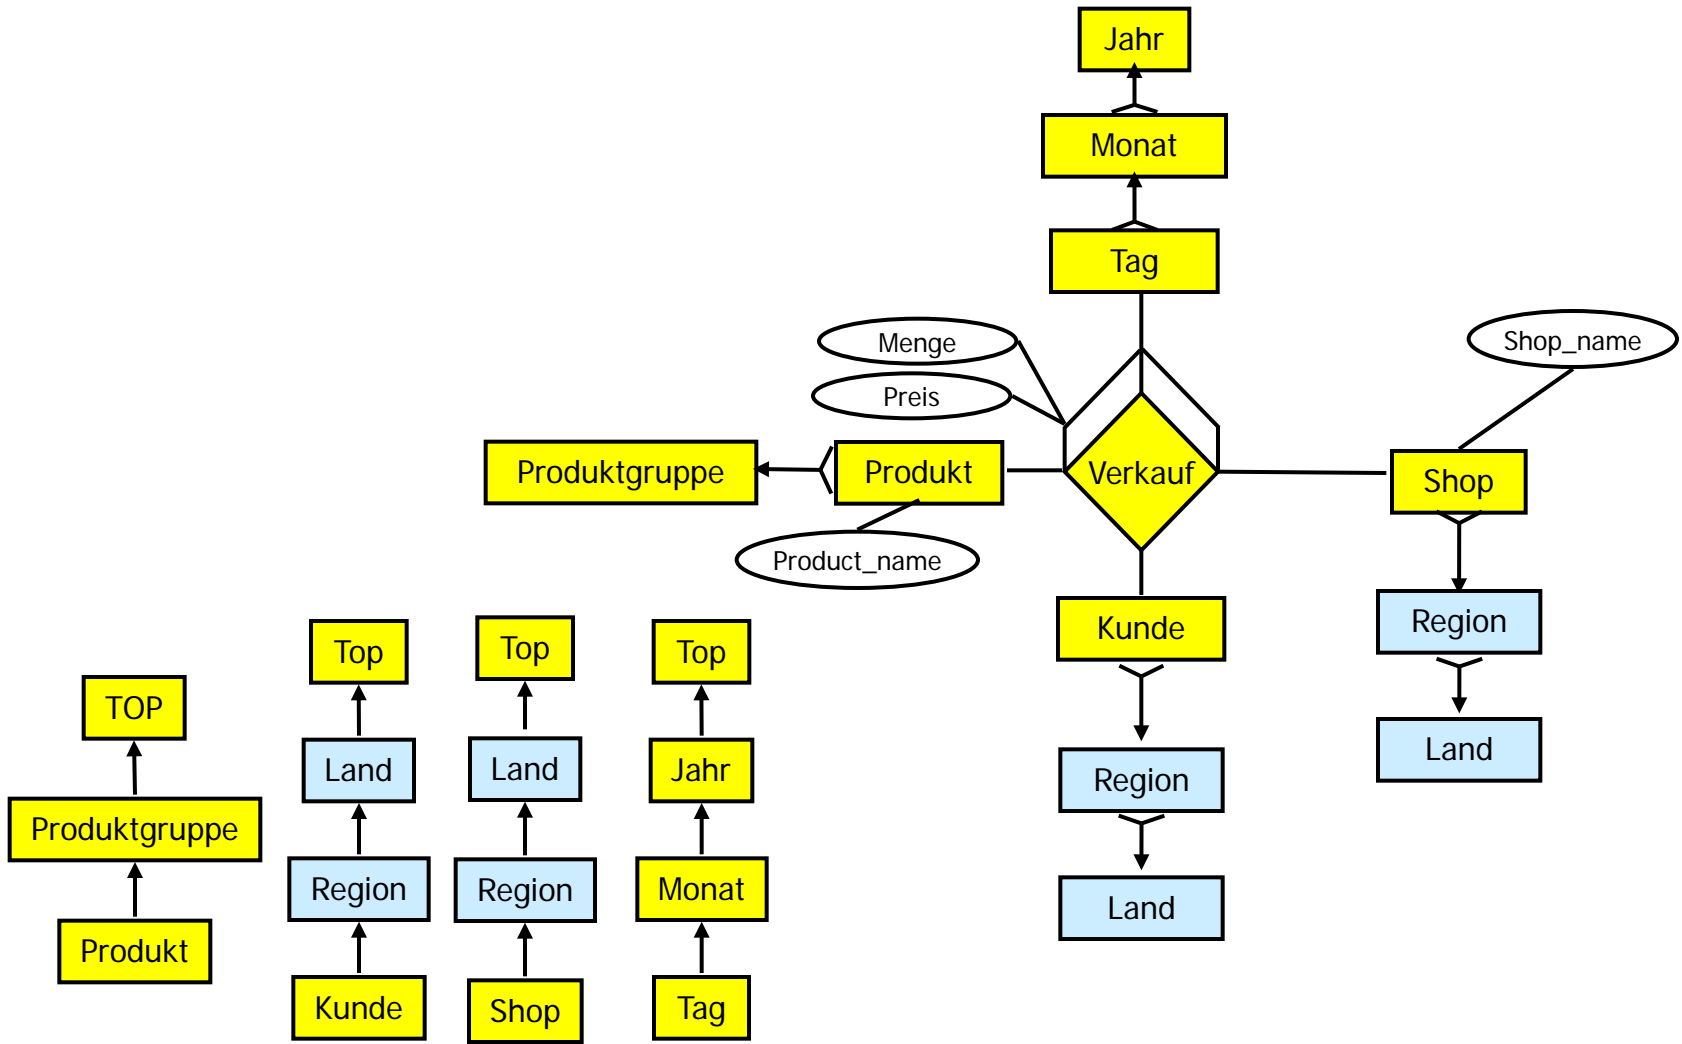 Jahr
Monat
Tag
Menge
Preis
Shop_name
Produktgruppe
Produkt
Verkauf
Shop
Product_name
Kunde
Region
Land
Region
Land
TOP
Produktgruppe
Produkt
Top
Land
Region
Kunde
Top
Land
Region
Shop
Top
Jahr
Monat
Tag